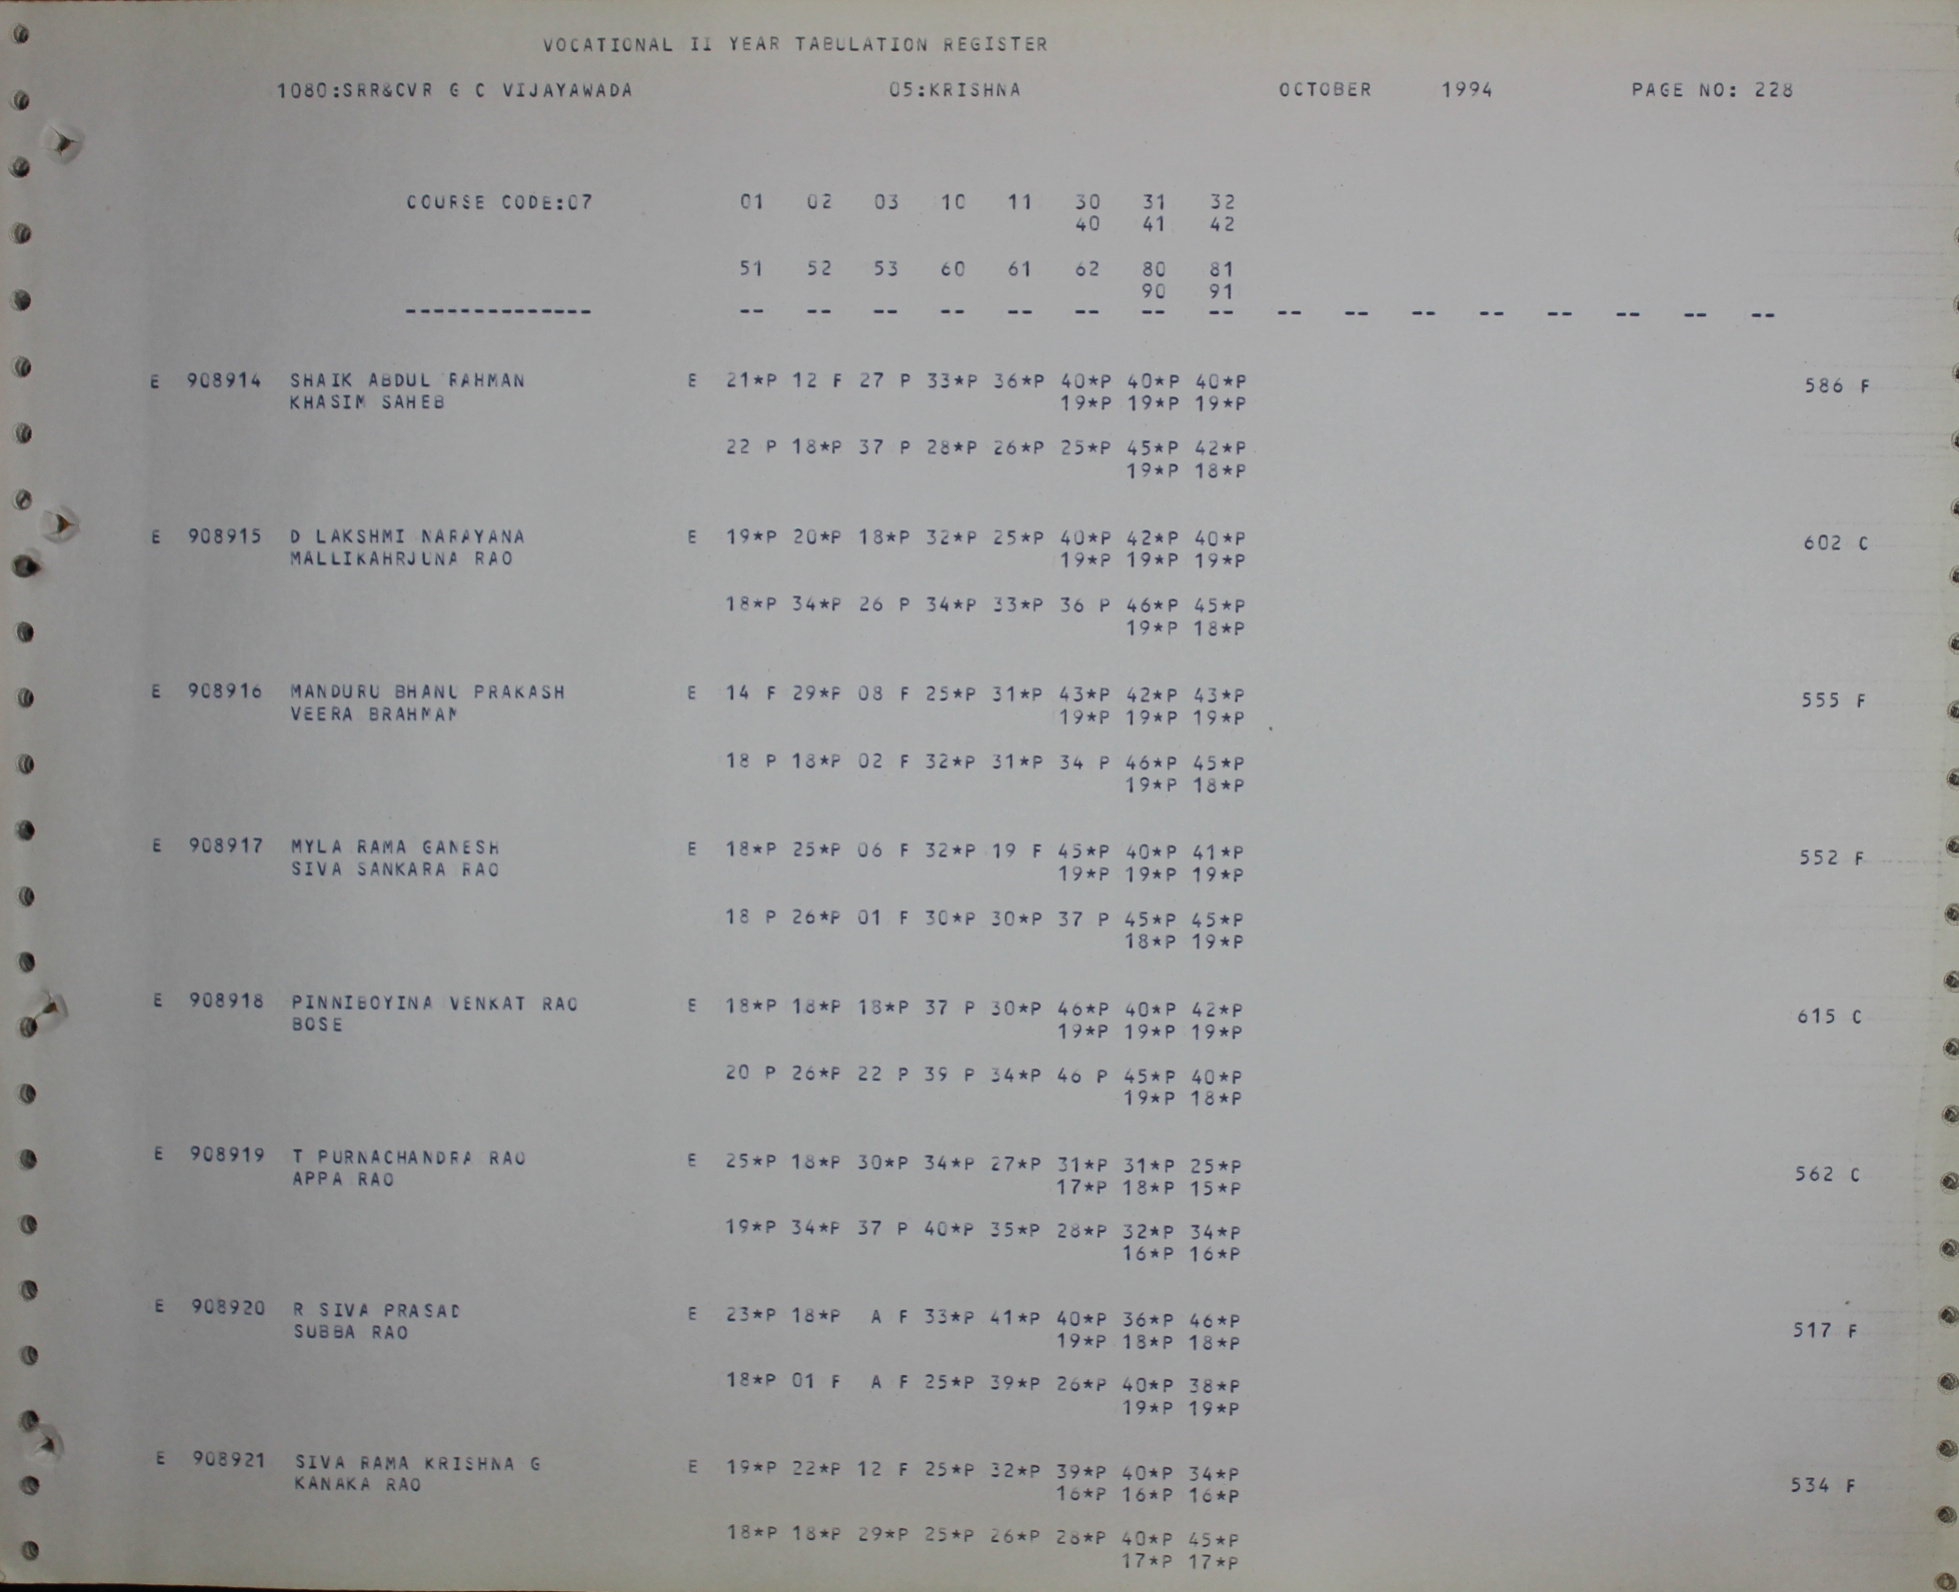 VOCATIONAL II YEAR TABULATION REGISTER
1080:SRR&CVR G C VIJAYAWADA 05:KRISHNA OCTOBER 1994 PAGE NO: 228
COURSE CODE:07 01 02 03 10 11 30 31 32
40 41 42
51 52 53 60 61 62 80 81
90 91
-------------- -- -- -- -- -- -- -- -- -- -- -- -- -- -- -- --
E 908914 SHAIK ABDUL RAHMAN E 21*P 12 F 27 P 33*P 36*P 40*P 40*P 40*P 586 F
KHASIM SAHEB 19*P 19*P 19*P
22 P 18*P 37 P 28*P 26*P 25*P 45*P 42*P
19*P 18*P
E 908915 D LAKSHMI NARAYANA E 19*P 20*P 18*P 32*P 25*P 40*P 42*P 40*P 602 C
MALLIKAHRJUNA RAO 19*P 19*P 19*P
18*P 34*P 26 P 34*P 33*P 36 P 46*P 45*P
19*P 18*P
E 908916 MANDURU BHANU PRAKASH E 14 F 29*P 08 F 25*P 31*P 43*P 42*P 43*P 555 F
VEERA BRAHMAM 19*P 19*P 19*P
18 P 18*P 02 F 32*P 31*P 34 P 46*P 45*P
19*P 18*P
E 908917 MYLA RAMA GANESH E 18*P 25*P 06 F 32*P 19 F 45*P 40*P 41*P 552 F
SIVA SANKARA RAO 19*P 19*P 19*P
18 P 26*P 01 F 30*P 30*P 37 P 45*P 45*P
18*P 19*P
E 908918 PINNIBOYINA VENKAT RAO E 18*P 18*P 18*P 37 P 30*P 46*P 40*P 42*P 615 C
BOSE 19*P 19*P 19*P
20 P 26*P 22 P 39 P 34*P 46 P 45*P 40*P
19*P 18*P
E 908919 T PURNACHANDRA RAO E 25*P 18*P 30*P 34*P 27*P 31*P 31*P 25*P 562 C
APPA RAO 17*P 18*P 15*P
19*P 34*P 37 P 40*P 35*P 28*P 32*P 34*P
16*P 16*P
E 908920 R SIVA PRASAD E 23*P 18*P A F 33*P 41*P 40*P 36*P 46*P 517 F
SUBBA RAO 19*P 18*P 18*P
18*P 01 F A F 25*P 39*P 26*P 40*P 38*P
19*P 19*P
E 908921 SIVA RAMA KRISHNA G E 19*P 22*P 12 F 25*P 32*P 39*P 40*P 34*P 534 F
KANAKA RAO 16*P 16*P 16*P
18*P 18*P 29*P 25*P 26*P 28*P 40*P 45*P
17*P 17*P